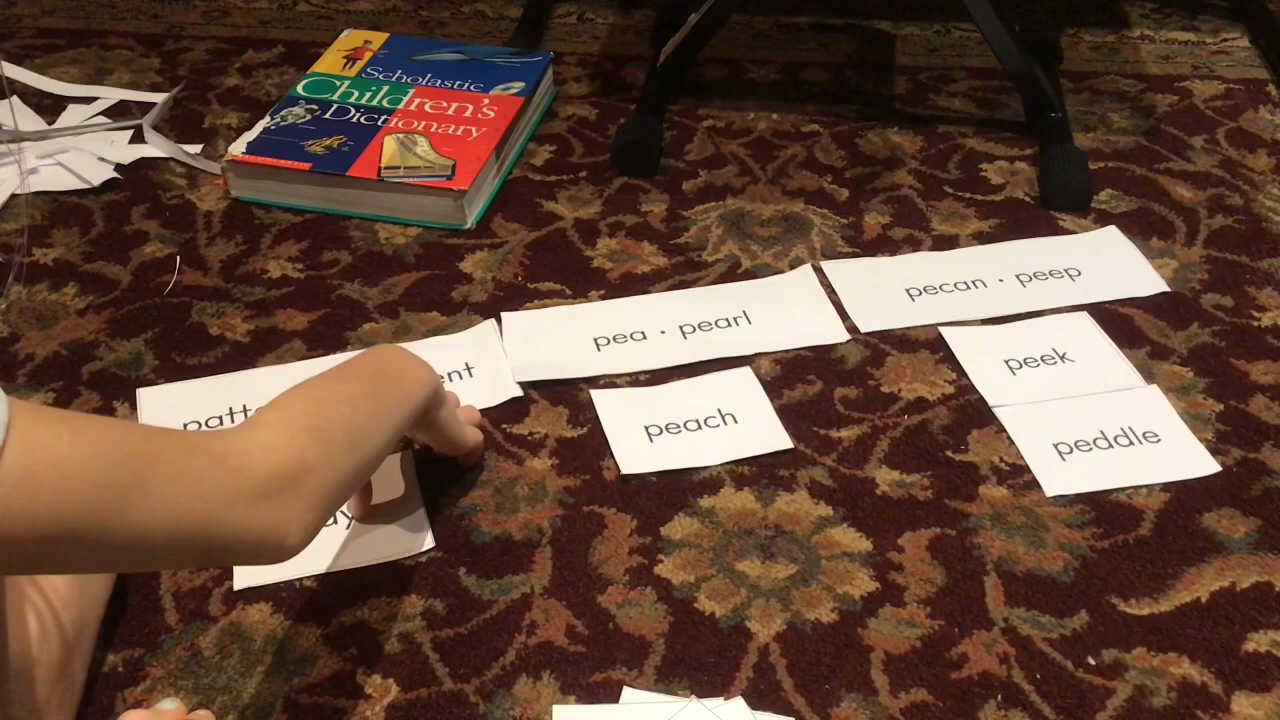 Scholastic
Children's
Dictionary
pecan · peep
pea · pearl
peek
peach
peddle